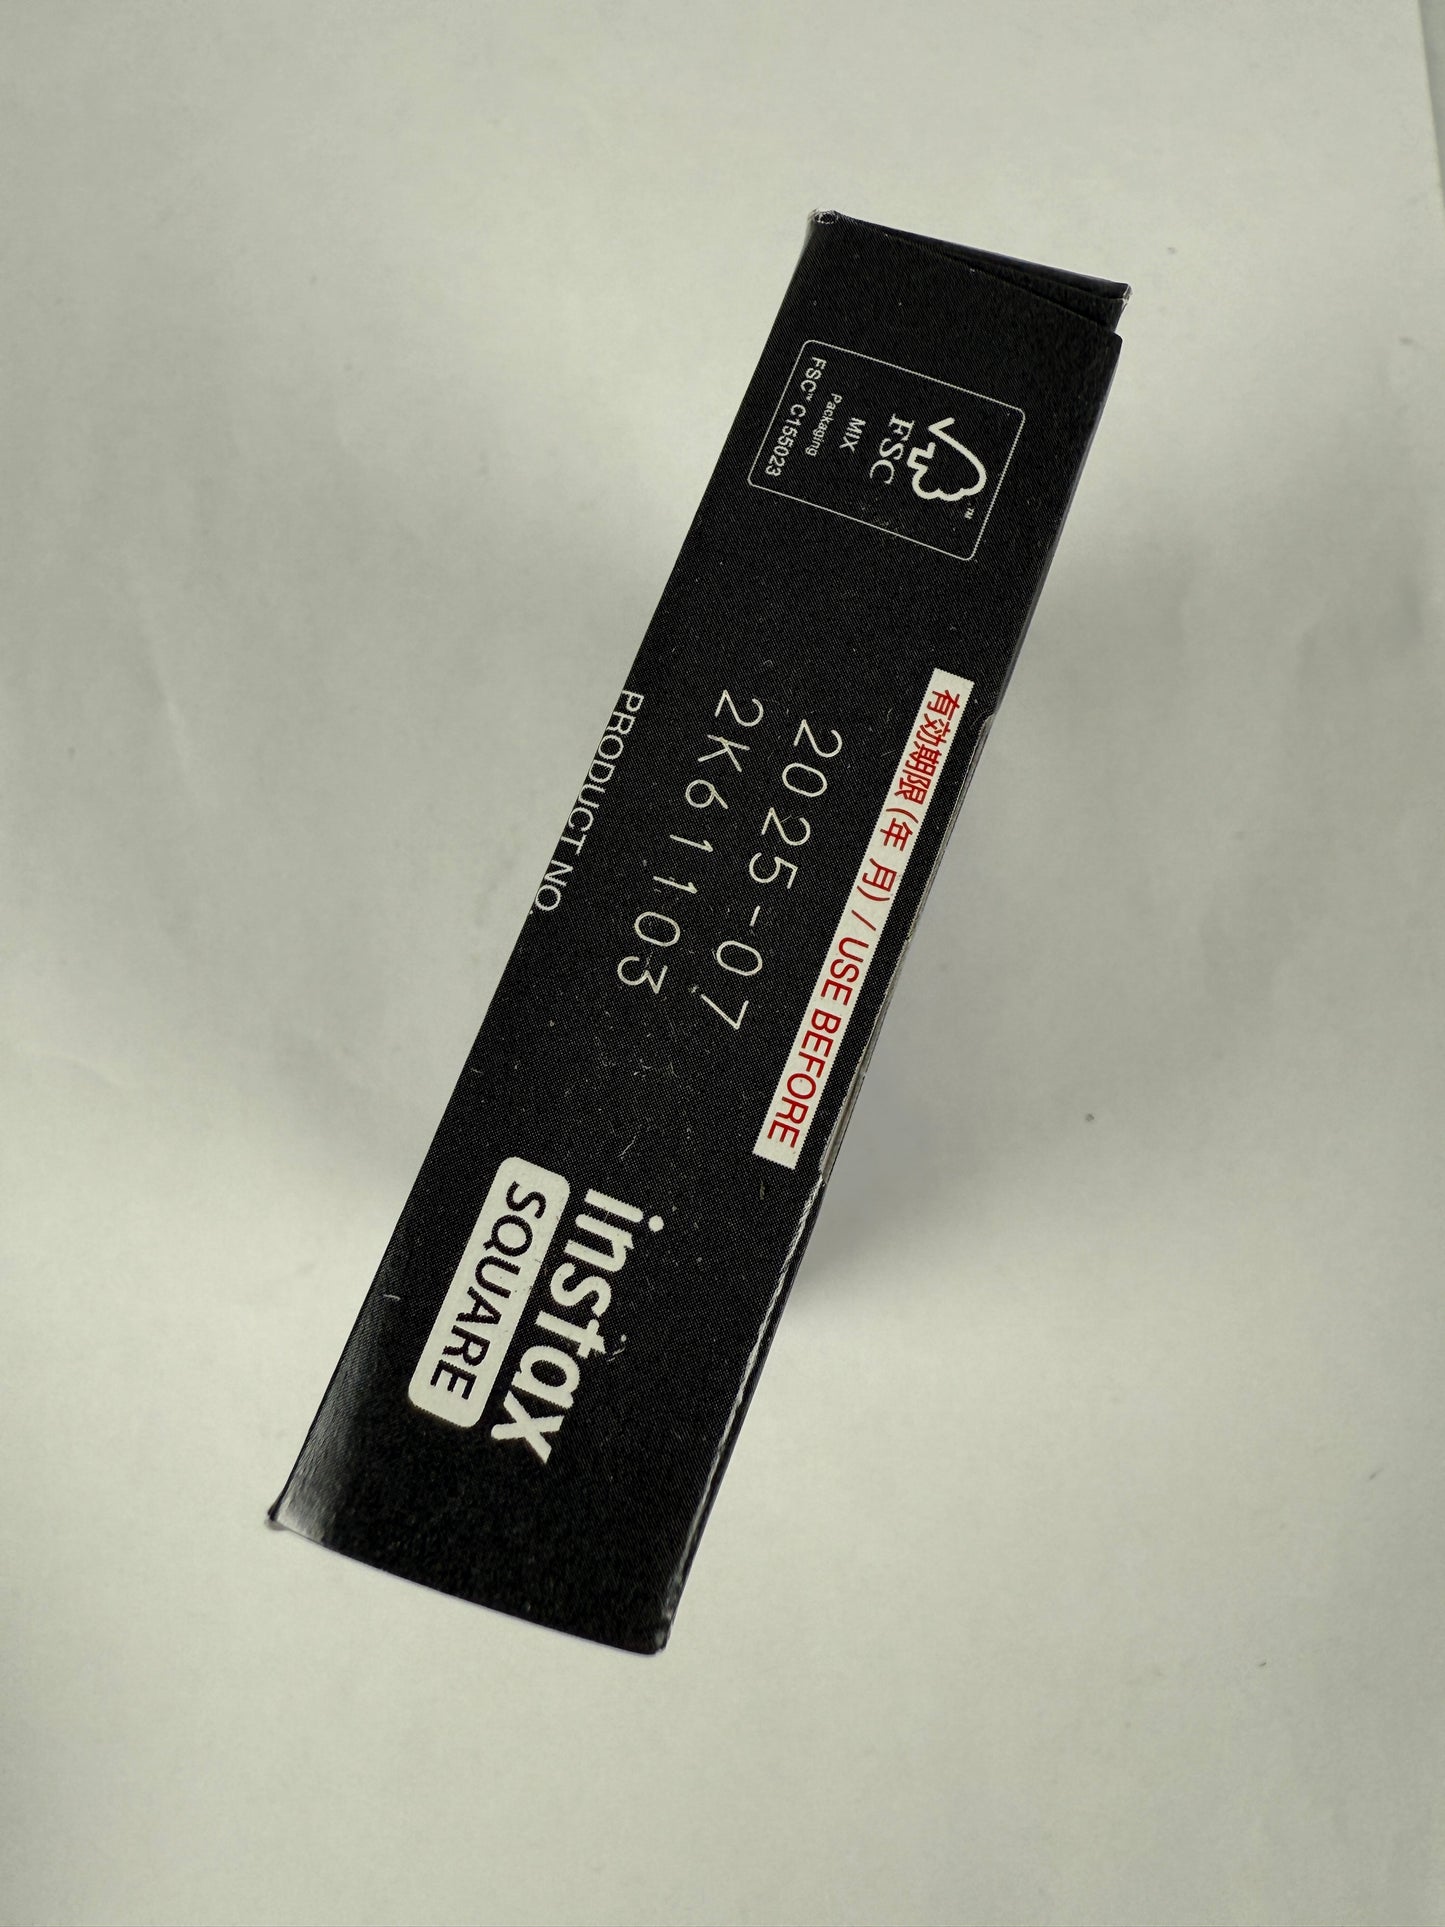 FSC™
MIX
Packaging
FSC™ C155023
有効期限(年 月) / USE BEFORE
2025-07
2K61103
PRODUCT NO.
instax
SQUARE